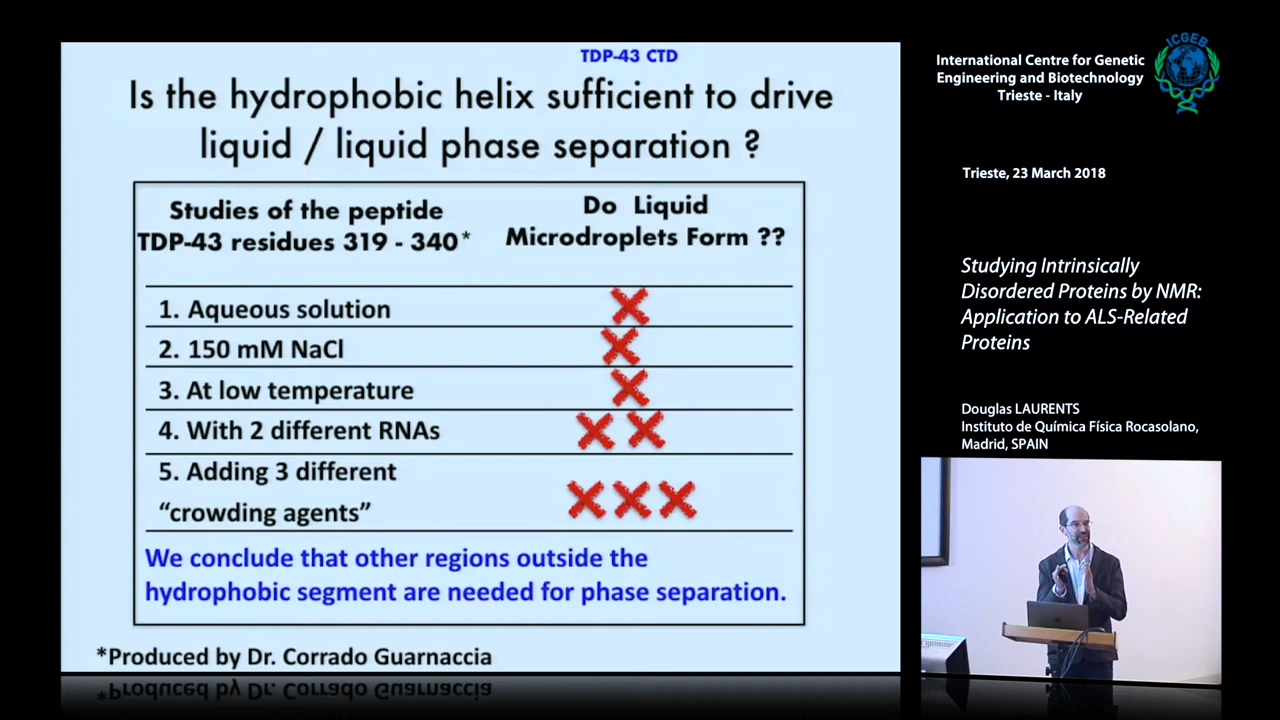 TDP-43 CTD
Is the hydrophobic helix sufficient to drive
liquid / liquid phase separation ?
Studies of the peptide
TDP-43 residues 319 - 340*
Do Liquid
Microdroplets Form ??
1. Aqueous solution
2. 150 mM NaCl
3. At low temperature
4. With 2 different RNAs
5. Adding 3 different
“crowding agents”
We conclude that other regions outside the
hydrophobic segment are needed for phase separation.
*Produced by Dr. Corrado Guarnaccia
International Centre for Genetic
Engineering and Biotechnology
Trieste - Italy
ICGEB
Trieste, 23 March 2018
Studying Intrinsically
Disordered Proteins by NMR:
Application to ALS-Related
Proteins
Douglas LAURENTS
Instituto de Química Física Rocasolano,
Madrid, SPAIN